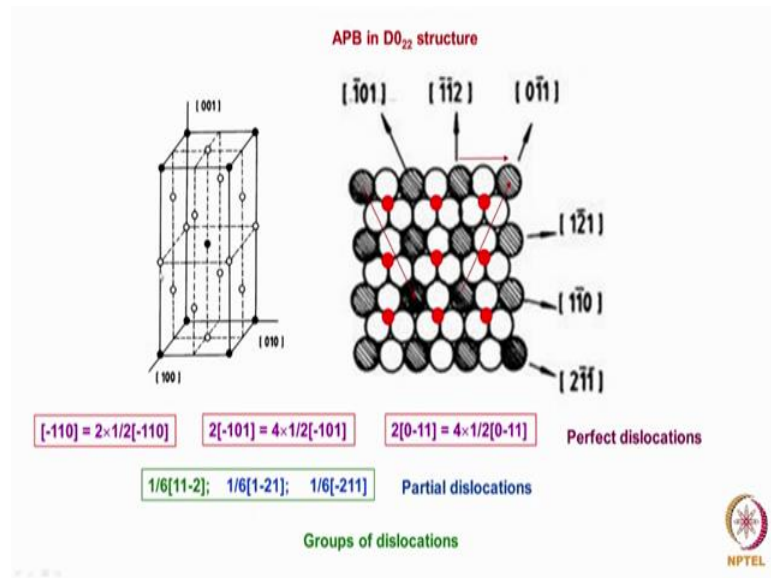 APB in D0₂₂ structure
[001]
[010]
[100]
[1̄01] [1̄1̄2] [01̄1]
[12̄1]
[11̄0]
[21̄1̄]
[-110] = 2×1/2[-110]
2[-101] = 4×1/2[-101]
2[0-11] = 4×1/2[0-11]
Perfect dislocations
1/6[11-2]; 1/6[1-21]; 1/6[-211]
Partial dislocations
Groups of dislocations
NPTEL